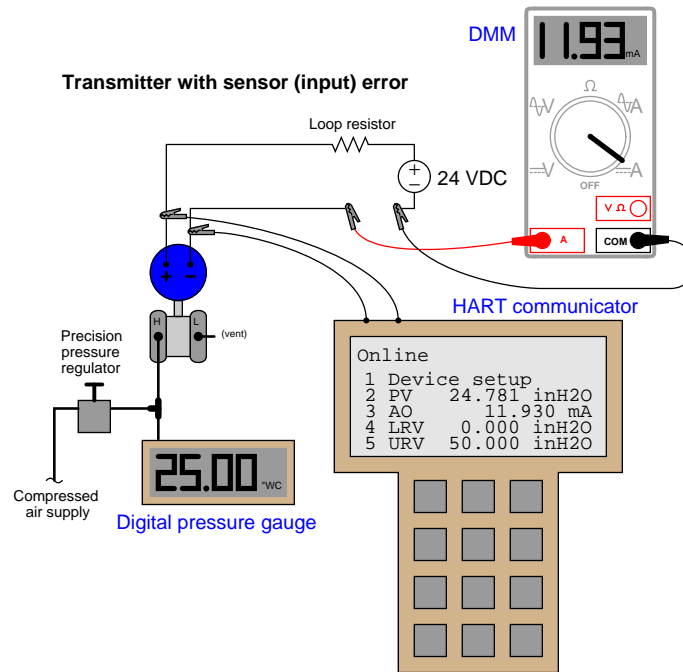 DMM
11.93 mA
Transmitter with sensor (input) error
Ω
V
A
Loop resistor
V
A
OFF
+
−
24 VDC
V Ω
A
COM
+ −
HART communicator
H
L
(vent)
Precision
pressure
regulator
Online
1 Device setup
2 PV 24.781 inH2O
3 AO 11.930 mA
4 LRV 0.000 inH2O
5 URV 50.000 inH2O
25.00 "WC
Compressed
air supply
Digital pressure gauge